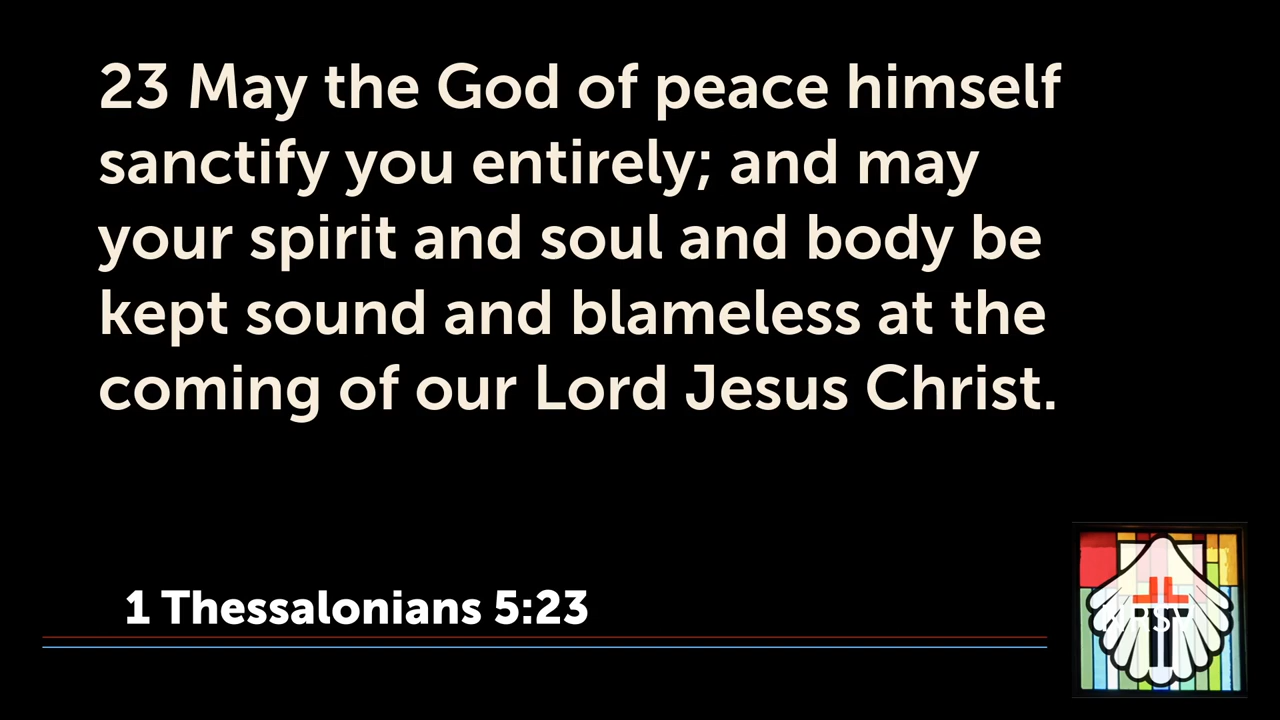 23 May the God of peace himself
sanctify you entirely; and may
your spirit and soul and body be
kept sound and blameless at the
coming of our Lord Jesus Christ.
1 Thessalonians 5:23